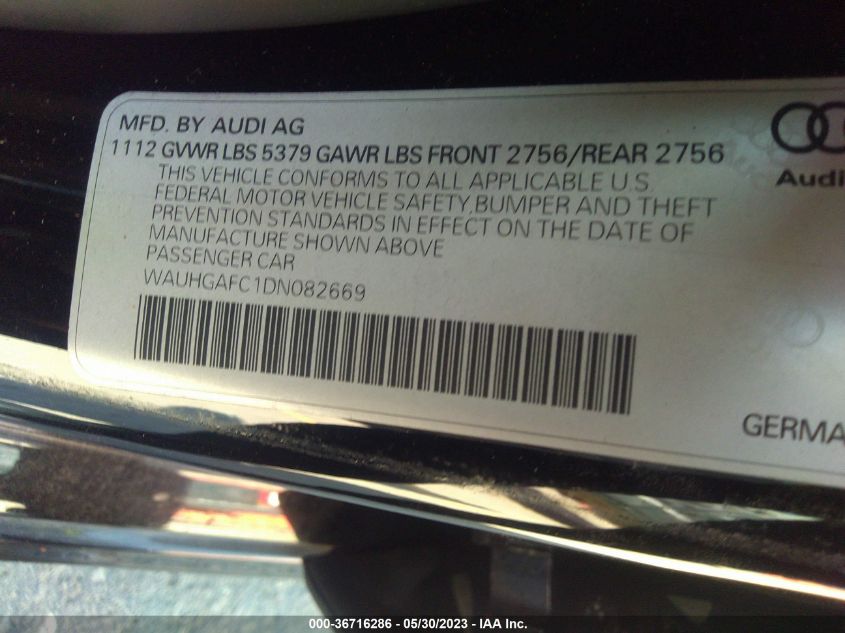 MFD. BY AUDI AG
1112 GVWR LBS 5379 GAWR LBS FRONT 2756/REAR 2756
THIS VEHICLE CONFORMS TO ALL APPLICABLE U.S.
FEDERAL MOTOR VEHICLE SAFETY,BUMPER AND THEFT
PREVENTION STANDARDS IN EFFECT ON THE DATE OF
MANUFACTURE SHOWN ABOVE
PASSENGER CAR
WAUHGAFC1DN082669
Audi
GERMA
000-36716286 - 05/30/2023 - IAA Inc.